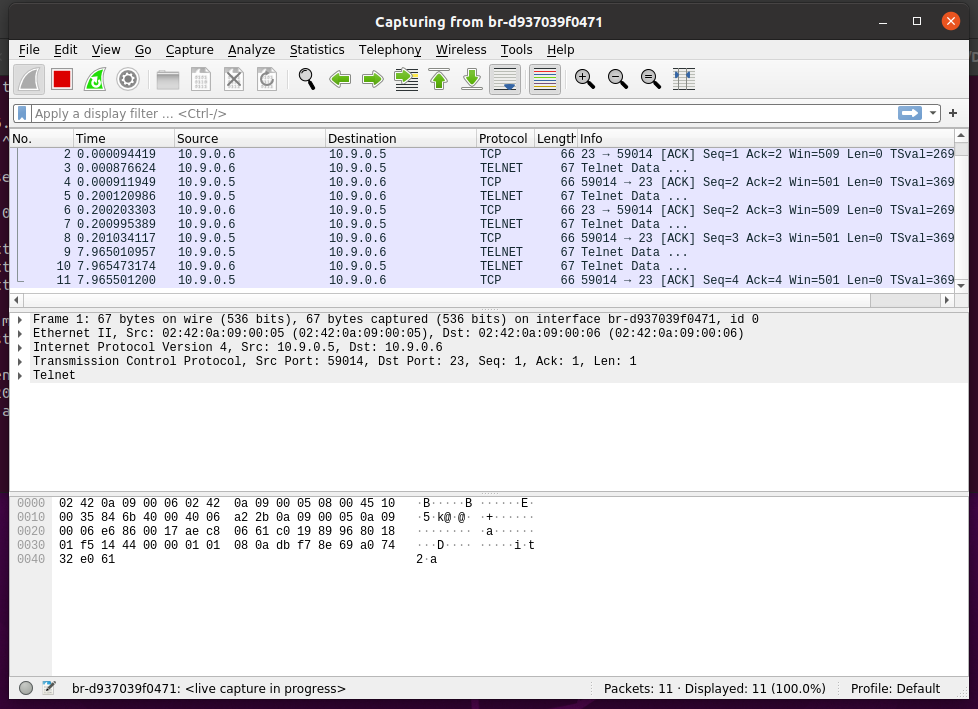 Capturing from br-d937039f0471
File Edit View Go Capture Analyze Statistics Telephony Wireless Tools Help
Apply a display filter ... <Ctrl-/>
No. Time Source Destination Protocol Length Info
2 0.000094419 10.9.0.6 10.9.0.5 TCP 66 23 → 59014 [ACK] Seq=1 Ack=2 Win=509 Len=0 TSval=269
3 0.000876624 10.9.0.6 10.9.0.5 TELNET 67 Telnet Data ...
4 0.000911949 10.9.0.5 10.9.0.6 TCP 66 59014 → 23 [ACK] Seq=2 Ack=2 Win=501 Len=0 TSval=369
5 0.200120986 10.9.0.5 10.9.0.6 TELNET 67 Telnet Data ...
6 0.200203303 10.9.0.6 10.9.0.5 TCP 66 23 → 59014 [ACK] Seq=2 Ack=3 Win=509 Len=0 TSval=269
7 0.200995389 10.9.0.6 10.9.0.5 TELNET 67 Telnet Data ...
8 0.201034117 10.9.0.5 10.9.0.6 TCP 66 59014 → 23 [ACK] Seq=3 Ack=3 Win=501 Len=0 TSval=369
9 7.965010957 10.9.0.5 10.9.0.6 TELNET 67 Telnet Data ...
10 7.965473174 10.9.0.6 10.9.0.5 TELNET 67 Telnet Data ...
11 7.965501200 10.9.0.5 10.9.0.6 TCP 66 59014 → 23 [ACK] Seq=4 Ack=4 Win=501 Len=0 TSval=369
Frame 1: 67 bytes on wire (536 bits), 67 bytes captured (536 bits) on interface br-d937039f0471, id 0
Ethernet II, Src: 02:42:0a:09:00:05 (02:42:0a:09:00:05), Dst: 02:42:0a:09:00:06 (02:42:0a:09:00:06)
Internet Protocol Version 4, Src: 10.9.0.5, Dst: 10.9.0.6
Transmission Control Protocol, Src Port: 59014, Dst Port: 23, Seq: 1, Ack: 1, Len: 1
Telnet
0000 02 42 0a 09 00 06 02 42 0a 09 00 05 08 00 45 10 ·B·····B ······E·
0010 00 35 84 6b 40 00 40 06 a2 2b 0a 09 00 05 0a 09 ·5·k@·@· ·+······
0020 00 06 e6 86 00 17 ae c8 06 61 c0 19 89 96 80 18 ········ ·a······
0030 01 f5 14 44 00 00 01 01 08 0a db f7 8e 69 a0 74 ···D···· ·····i·t
0040 32 e0 61 2·a
br-d937039f0471: <live capture in progress> Packets: 11 · Displayed: 11 (100.0%) Profile: Default